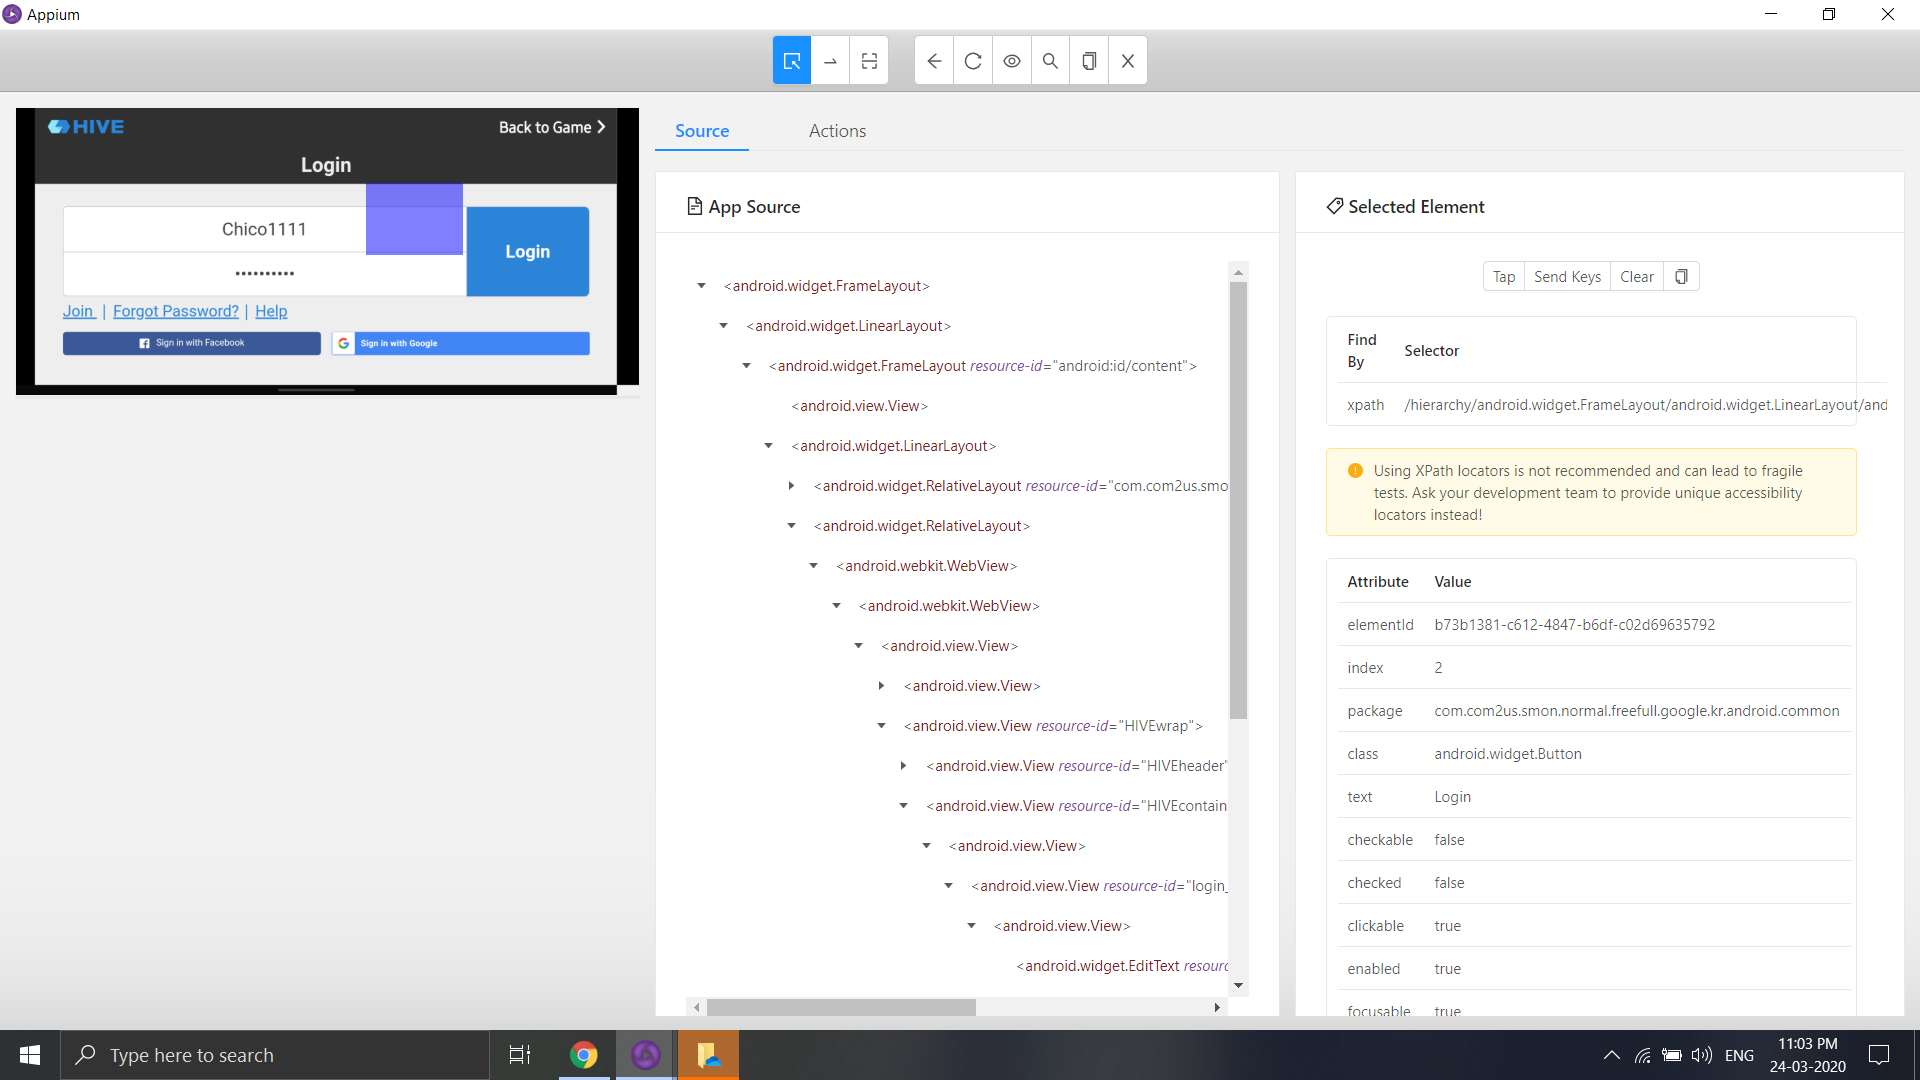 Appium
HIVE
Back to Game
Login
Chico1111
••••••••••
Login
Join | Forgot Password? | Help
Sign in with Facebook
Sign in with Google
Source
Actions
App Source
<android.widget.FrameLayout>
<android.widget.LinearLayout>
<android.widget.FrameLayout resource-id="android:id/content">
<android.view.View>
<android.widget.LinearLayout>
<android.widget.RelativeLayout resource-id="com.com2us.smo
<android.widget.RelativeLayout>
<android.webkit.WebView>
<android.webkit.WebView>
<android.view.View>
<android.view.View>
<android.view.View resource-id="HIVEwrap">
<android.view.View resource-id="HIVEheader"
<android.view.View resource-id="HIVEcontain
<android.view.View>
<android.view.View resource-id="login_
<android.view.View>
<android.widget.EditText resourc
Selected Element
Tap
Send Keys
Clear
Find By
Selector
xpath
/hierarchy/android.widget.FrameLayout/android.widget.LinearLayout/and
Using XPath locators is not recommended and can lead to fragile
tests. Ask your development team to provide unique accessibility
locators instead!
Attribute
Value
elementId
b73b1381-c612-4847-b6df-c02d69635792
index
2
package
com.com2us.smon.normal.freefull.google.kr.android.common
class
android.widget.Button
text
Login
checkable
false
checked
false
clickable
true
enabled
true
focusable
true
Type here to search
ENG
11:03 PM
24-03-2020